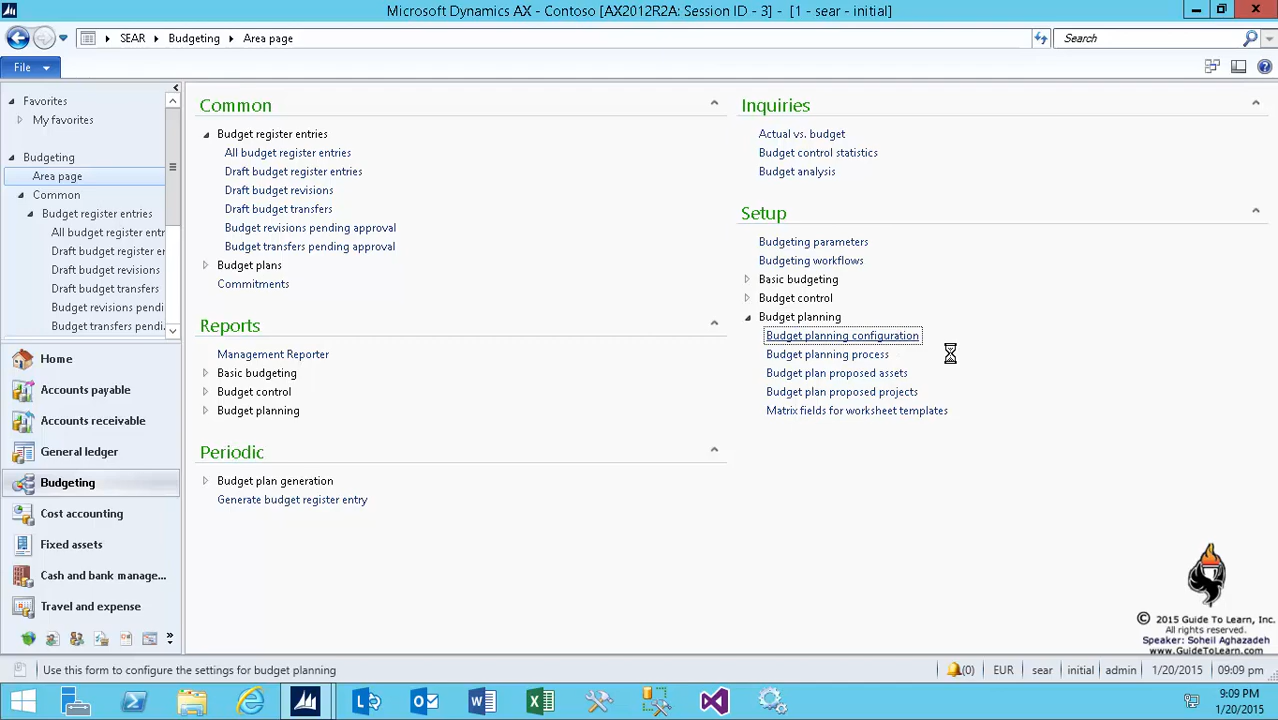 Microsoft Dynamics AX - Contoso [AX2012R2A: Session ID - 3] - [1 - sear - initial]
SEAR
Budgeting
Area page
Search
File
Favorites
My favorites
Budgeting
Area page
Common
Budget register entries
All budget register entr
Draft budget register er
Draft budget revisions
Draft budget transfers
Budget revisions pendi
Budget transfers pendi...
Home
Accounts payable
Accounts receivable
General ledger
Budgeting
Cost accounting
Fixed assets
Cash and bank manage...
Travel and expense
Common
Budget register entries
All budget register entries
Draft budget register entries
Draft budget revisions
Draft budget transfers
Budget revisions pending approval
Budget transfers pending approval
Budget plans
Commitments
Reports
Management Reporter
Basic budgeting
Budget control
Budget planning
Periodic
Budget plan generation
Generate budget register entry
Inquiries
Actual vs. budget
Budget control statistics
Budget analysis
Setup
Budgeting parameters
Budgeting workflows
Basic budgeting
Budget control
Budget planning
Budget planning configuration
Budget planning process
Budget plan proposed assets
Budget plan proposed projects
Matrix fields for worksheet templates
© 2015 Guide To Learn, Inc.
All rights reserved.
Speaker: Soheil Aghazadeh
www.GuideToLearn.com
Use this form to configure the settings for budget planning
(0)
EUR
sear
initial
admin
1/20/2015
09:09 pm
9:09 PM
1/20/2015